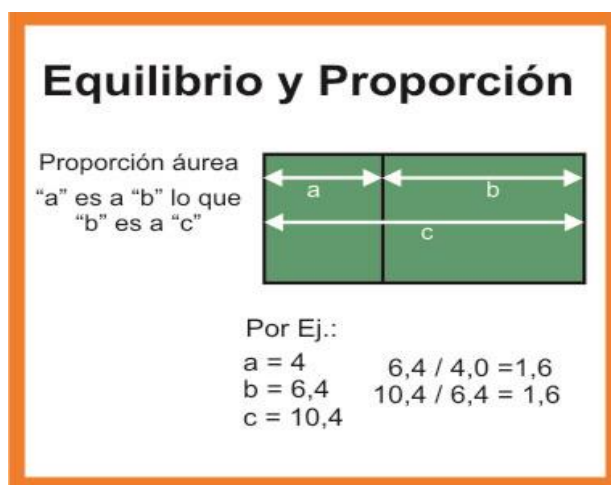 Equilibrio y Proporción
Proporción áurea
“a” es a “b” lo que
“b” es a “c”
a
b
c
Por Ej.:
a = 4
b = 6,4
c = 10,4
6,4 / 4,0 =1,6
10,4 / 6,4 = 1,6